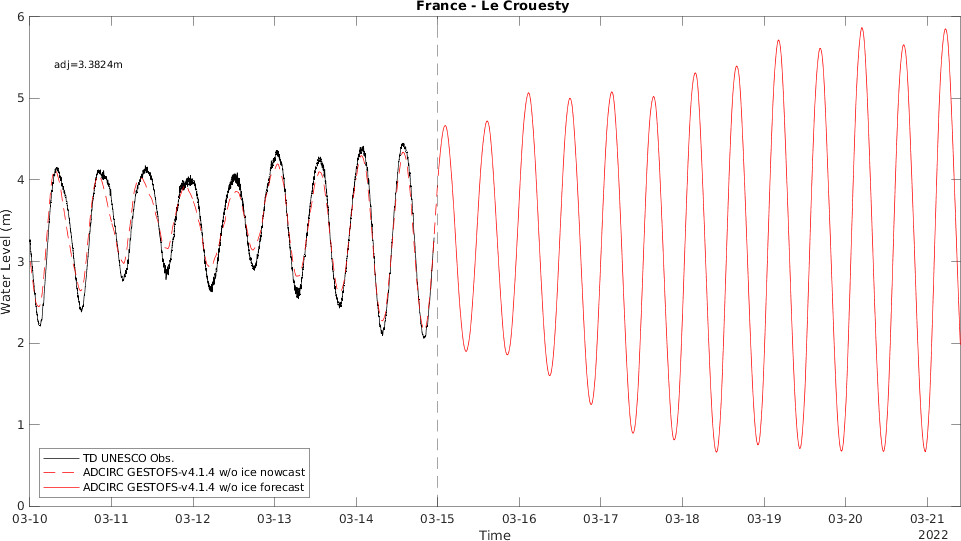 France - Le Crouesty
adj=3.3824m
Water Level (m)
6
5
4
3
2
1
0
TD UNESCO Obs.
ADCIRC GESTOFS-v4.1.4 w/o ice nowcast
ADCIRC GESTOFS-v4.1.4 w/o ice forecast
03-10 03-11 03-12 03-13 03-14 03-15 03-16 03-17 03-18 03-19 03-20 03-21
Time
2022